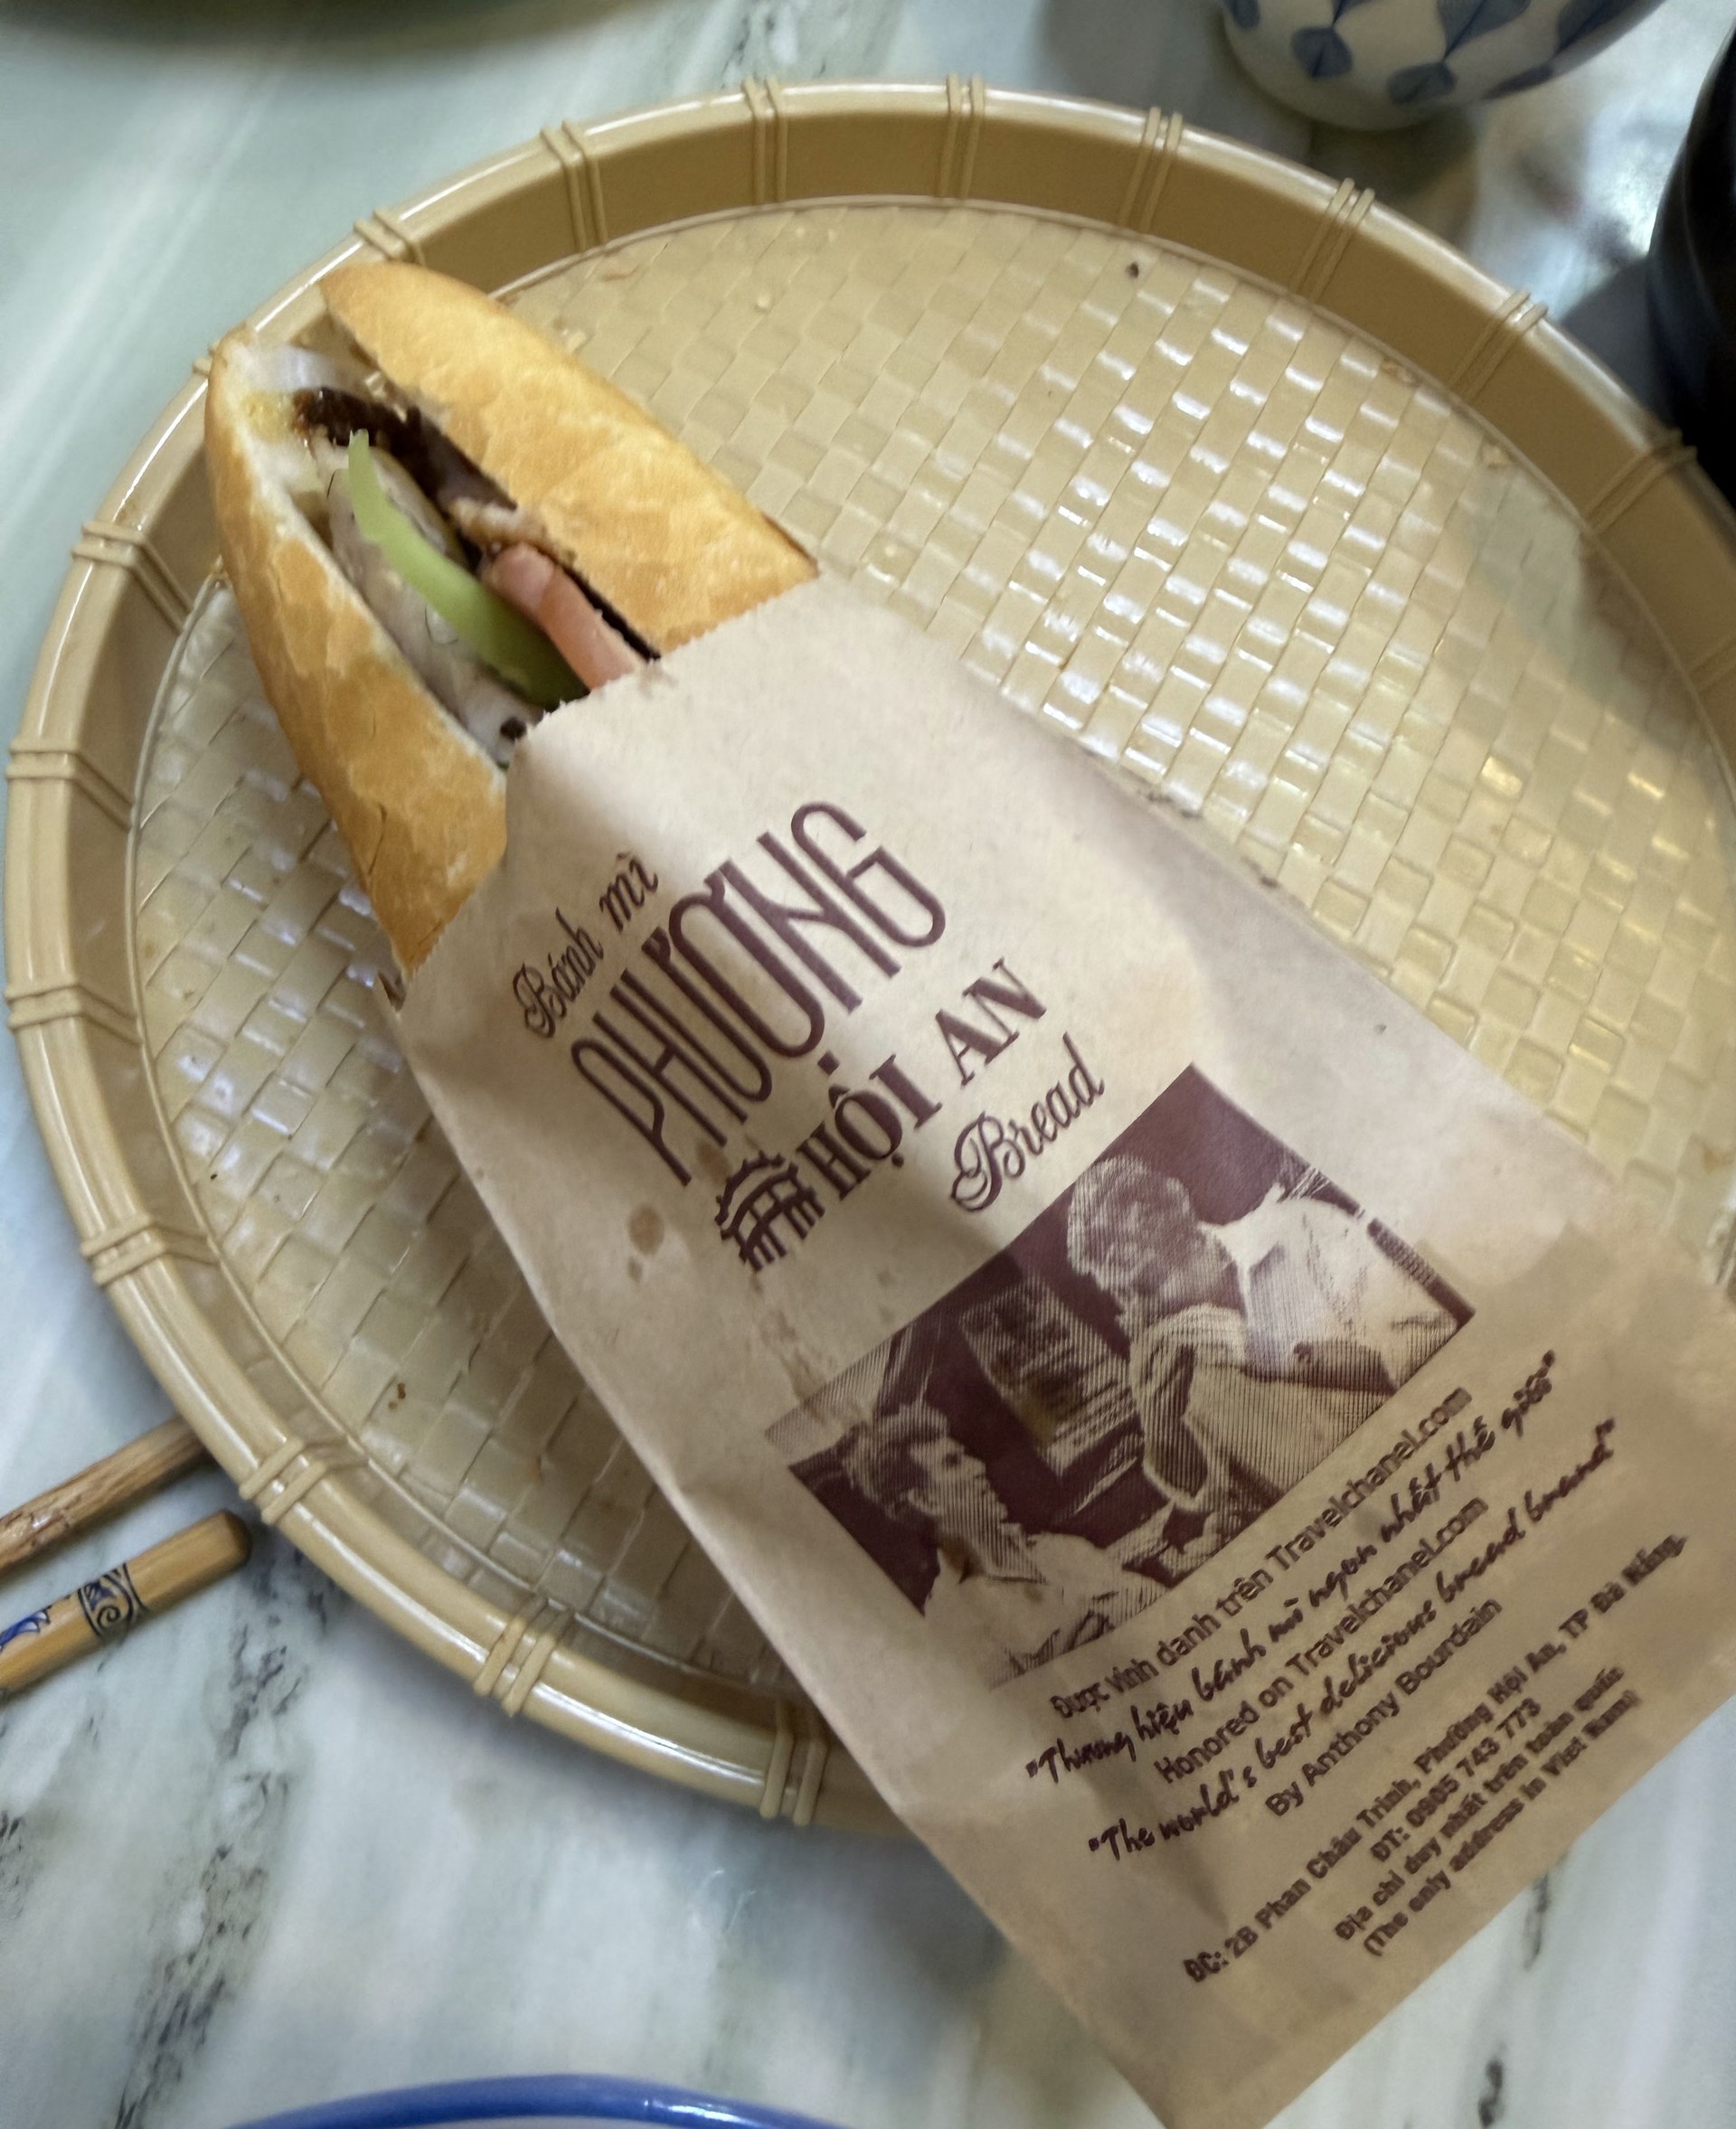 Bánh mì
PHƯỢNG
HỘI AN
Bread
Được vinh danh trên Travelchanel.com
"Thương hiệu bánh mì ngon nhất thế giới"
Honored on Travelchanel.com
"The world's best delicious bread brand"
By Anthony Bourdain
ĐC: 2B Phan Châu Trinh, Phường Hội An, TP Đà Nẵng.
ĐT: 0905 743 773
Địa chỉ duy nhất trên toàn quốc
(The only address in Viet Nam)